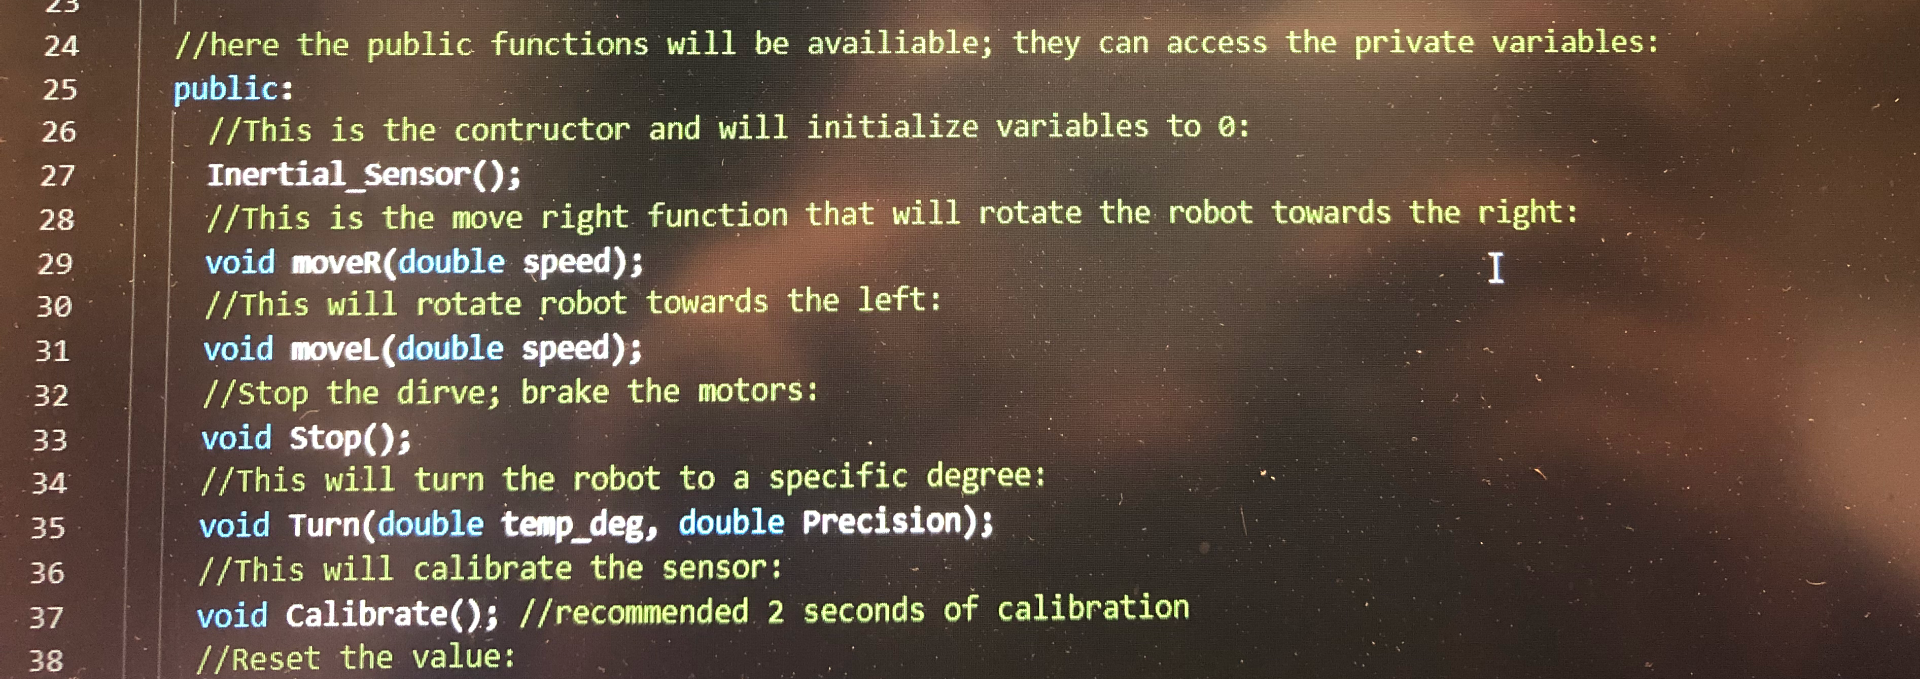 23
24 //here the public functions will be availiable; they can access the private variables:
25 public:
26 //This is the contructor and will initialize variables to 0:
27 Inertial_Sensor();
28 //This is the move right function that will rotate the robot towards the right:
29 void moveR(double speed);
30 //This will rotate robot towards the left:
31 void moveL(double speed);
32 //Stop the dirve; brake the motors:
33 void Stop();
34 //This will turn the robot to a specific degree:
35 void Turn(double temp_deg, double Precision);
36 //This will calibrate the sensor:
37 void Calibrate(); //recommended 2 seconds of calibration
38 //Reset the value: